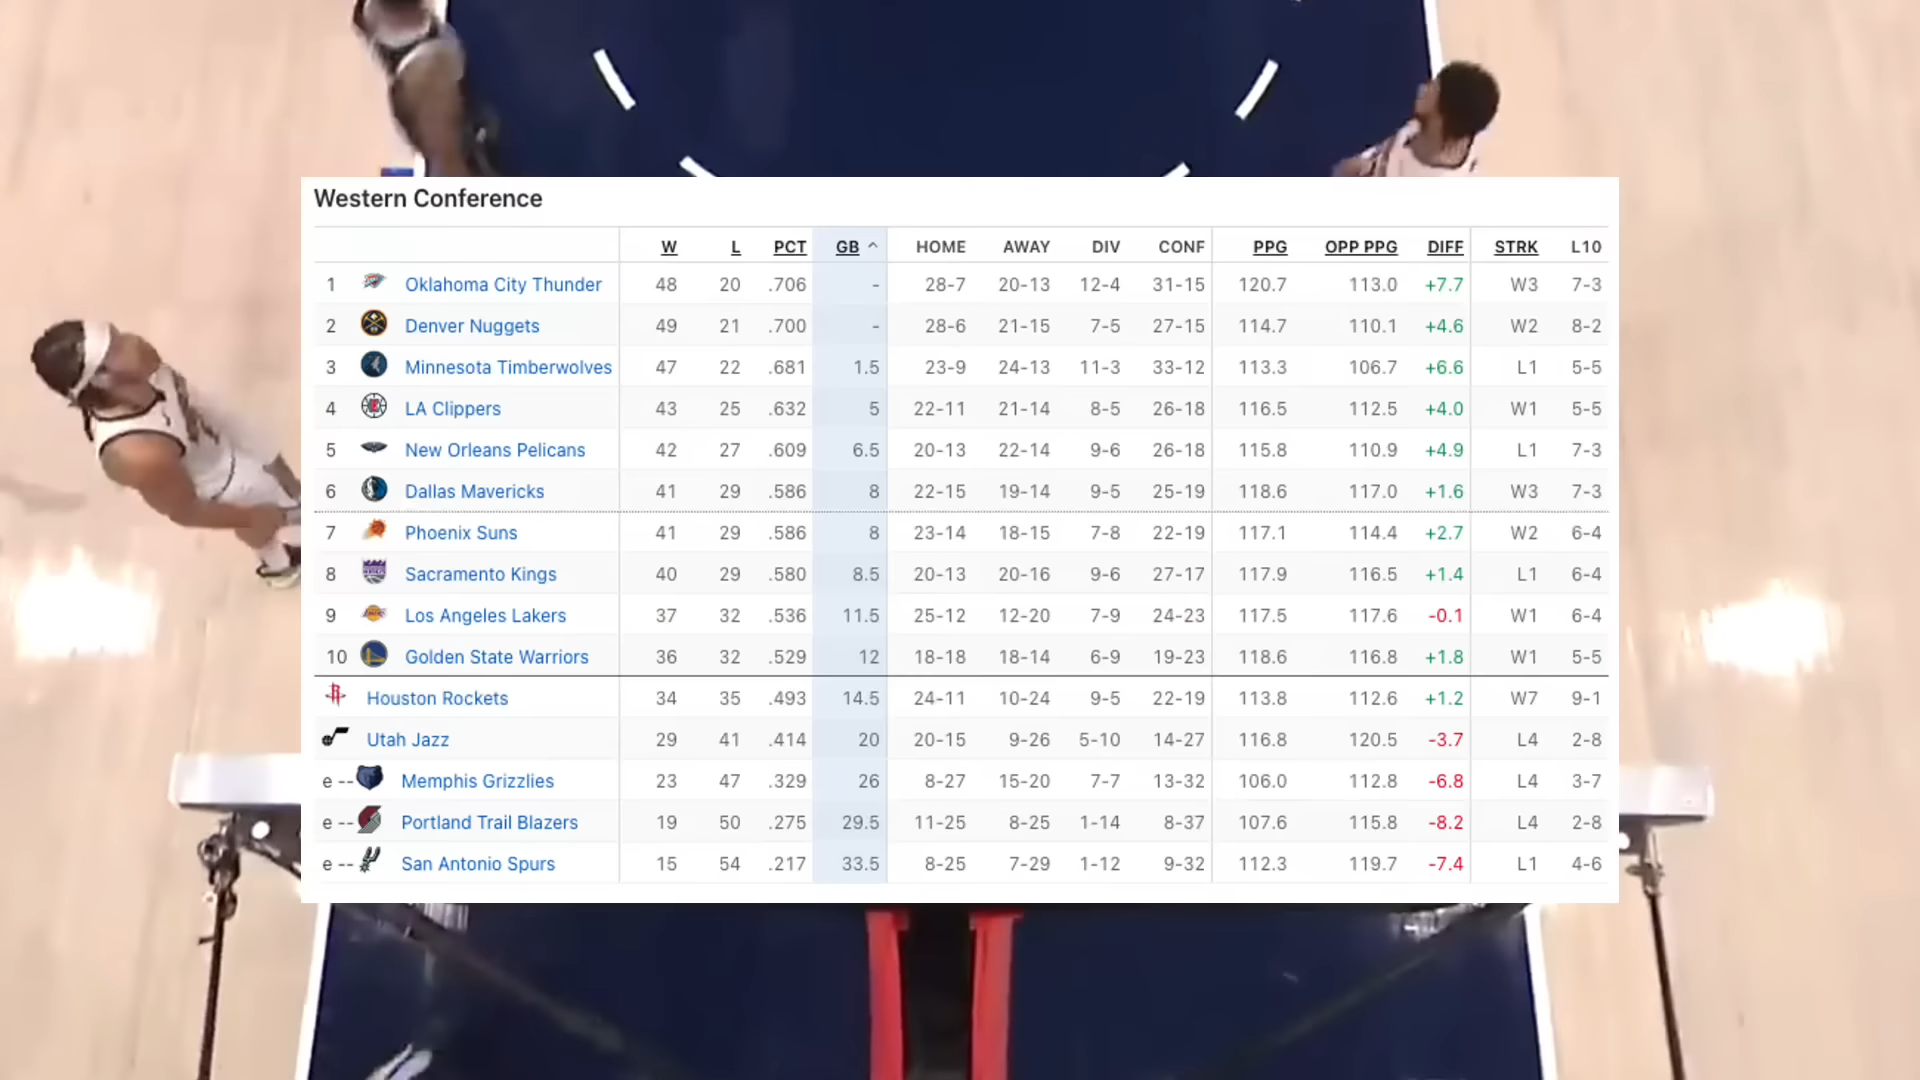 Western Conference
W L PCT GB ^ HOME AWAY DIV CONF PPG OPP PPG DIFF STRK L10
1 Oklahoma City Thunder 48 20 .706 - 28-7 20-13 12-4 31-15 120.7 113.0 +7.7 W3 7-3
2 Denver Nuggets 49 21 .700 - 28-6 21-15 7-5 27-15 114.7 110.1 +4.6 W2 8-2
3 Minnesota Timberwolves 47 22 .681 1.5 23-9 24-13 11-3 33-12 113.3 106.7 +6.6 L1 5-5
4 LA Clippers 43 25 .632 5 22-11 21-14 8-5 26-18 116.5 112.5 +4.0 W1 5-5
5 New Orleans Pelicans 42 27 .609 6.5 20-13 22-14 9-6 26-18 115.8 110.9 +4.9 L1 7-3
6 Dallas Mavericks 41 29 .586 8 22-15 19-14 9-5 25-19 118.6 117.0 +1.6 W3 7-3
7 Phoenix Suns 41 29 .586 8 23-14 18-15 7-8 22-19 117.1 114.4 +2.7 W2 6-4
8 Sacramento Kings 40 29 .580 8.5 20-13 20-16 9-6 27-17 117.9 116.5 +1.4 L1 6-4
9 Los Angeles Lakers 37 32 .536 11.5 25-12 12-20 7-9 24-23 117.5 117.6 -0.1 W1 6-4
10 Golden State Warriors 36 32 .529 12 18-18 18-14 6-9 19-23 118.6 116.8 +1.8 W1 5-5
Houston Rockets 34 35 .493 14.5 24-11 10-24 9-5 22-19 113.8 112.6 +1.2 W7 9-1
Utah Jazz 29 41 .414 20 20-15 9-26 5-10 14-27 116.8 120.5 -3.7 L4 2-8
e -- Memphis Grizzlies 23 47 .329 26 8-27 15-20 7-7 13-32 106.0 112.8 -6.8 L4 3-7
e -- Portland Trail Blazers 19 50 .275 29.5 11-25 8-25 1-14 8-37 107.6 115.8 -8.2 L4 2-8
e -- San Antonio Spurs 15 54 .217 33.5 8-25 7-29 1-12 9-32 112.3 119.7 -7.4 L1 4-6